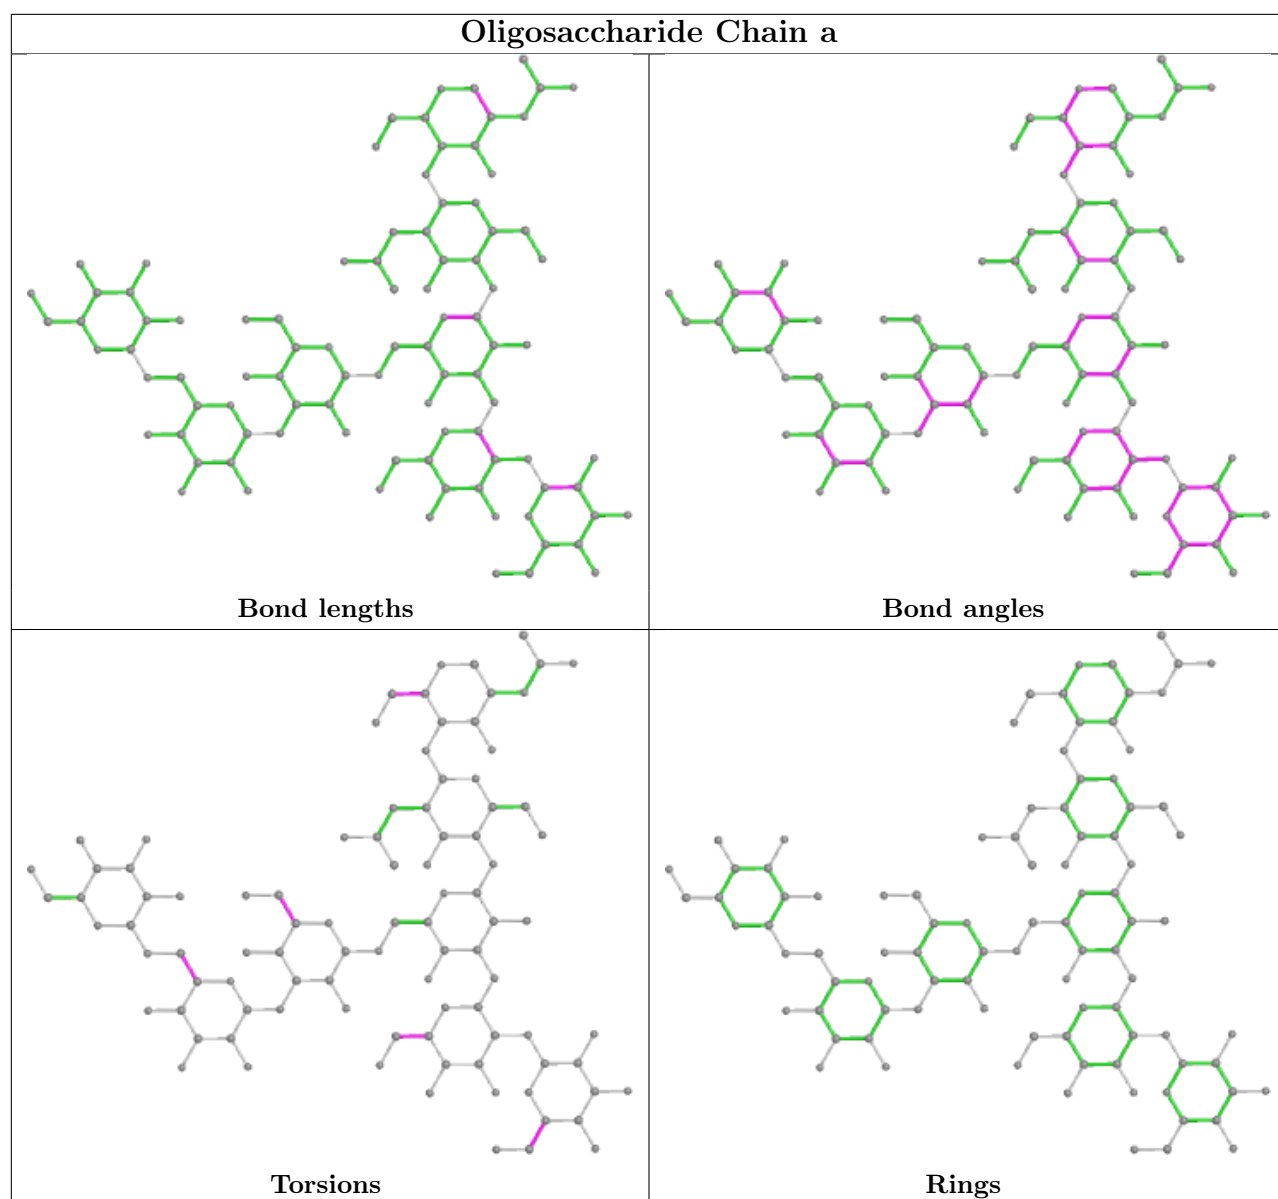 Oligosaccharide Chain a
Bond lengths
Bond angles
Torsions
Rings